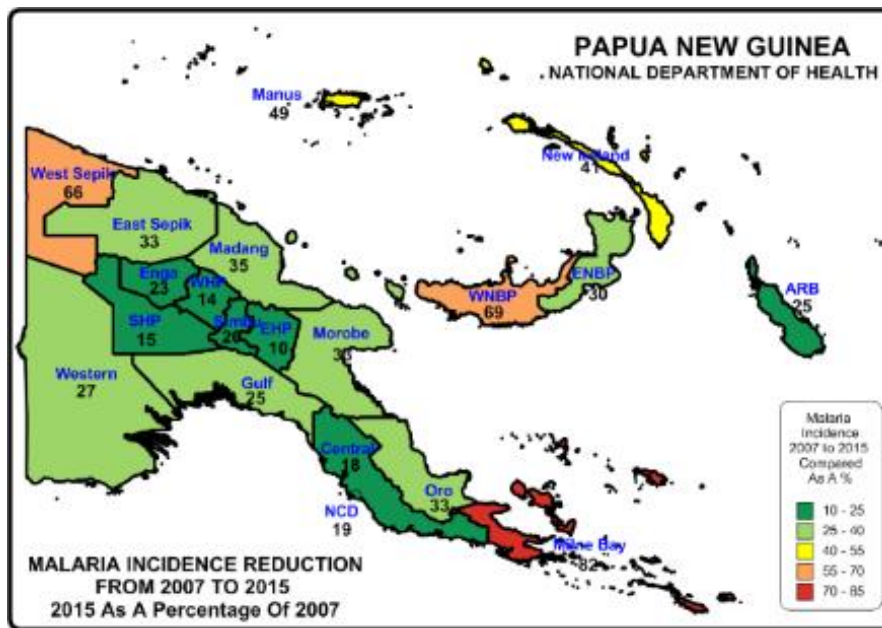 PAPUA NEW GUINEA
NATIONAL DEPARTMENT OF HEALTH
Manus
49
New Ireland
41
West Sepik
66
East Sepik
33
Madang
35
Enga
23
WHP
14
SHP
15
Simbu
20
EHP
10
Morobe
33
WNBP
69
ENBP
30
ARB
25
Western
27
Gulf
25
Central
18
NCD
19
Oro
33
Milne Bay
82
Malaria
Incidence
2007 to 2015
Compared
As A %
10 - 25
25 - 40
40 - 55
55 - 70
70 - 85
MALARIA INCIDENCE REDUCTION
FROM 2007 TO 2015
2015 As A Percentage Of 2007